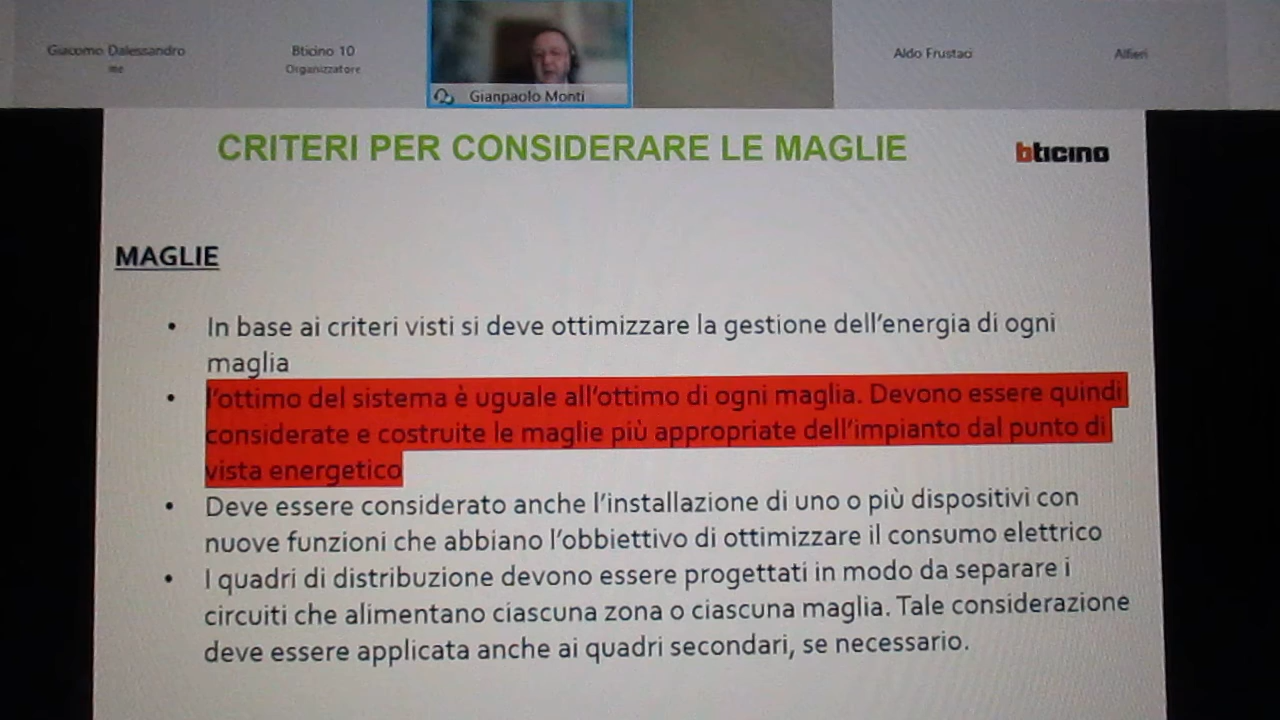 Giacomo Dalessandro
me
Bticino 10
Organizzatore
Gianpaolo Monti
Aldo Frustaci
Alfieri
CRITERI PER CONSIDERARE LE MAGLIE
bticino
MAGLIE
• In base ai criteri visti si deve ottimizzare la gestione dell'energia di ogni
maglia
• l'ottimo del sistema è uguale all'ottimo di ogni maglia. Devono essere quindi
considerate e costruite le maglie più appropriate dell'impianto dal punto di
vista energetico
• Deve essere considerato anche l'installazione di uno o più dispositivi con
nuove funzioni che abbiano l'obbiettivo di ottimizzare il consumo elettrico
• I quadri di distribuzione devono essere progettati in modo da separare i
circuiti che alimentano ciascuna zona o ciascuna maglia. Tale considerazione
deve essere applicata anche ai quadri secondari, se necessario.